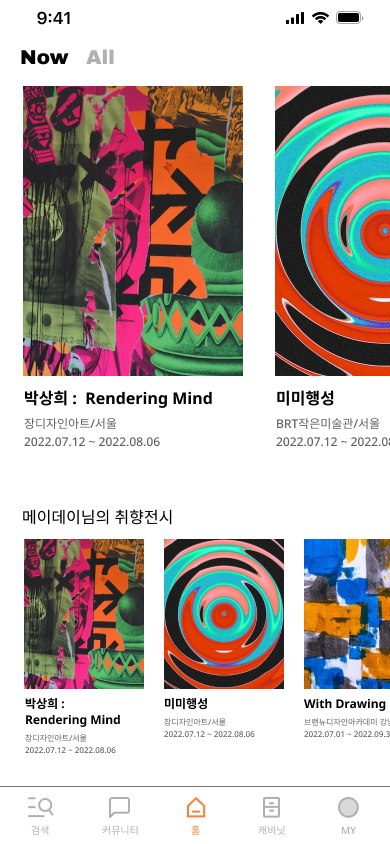 9:41
Now All
박상희 : Rendering Mind
장디자인아트/서울
2022.07.12 ~ 2022.08.06
미미행성
BRT작은미술관/서울
2022.07.12 ~ 2022.0
메이데이님의 취향전시
박상희 :
Rendering Mind
장디자인아트/서울
2022.07.12 ~ 2022.08.06
미미행성
장디자인아트/서울
2022.07.12 ~ 2022.08.06
With Drawing
브랜뉴디자인아카데미
2022.07.01 ~ 2022.09.3
검색
커뮤니티
홈
캐비닛
MY